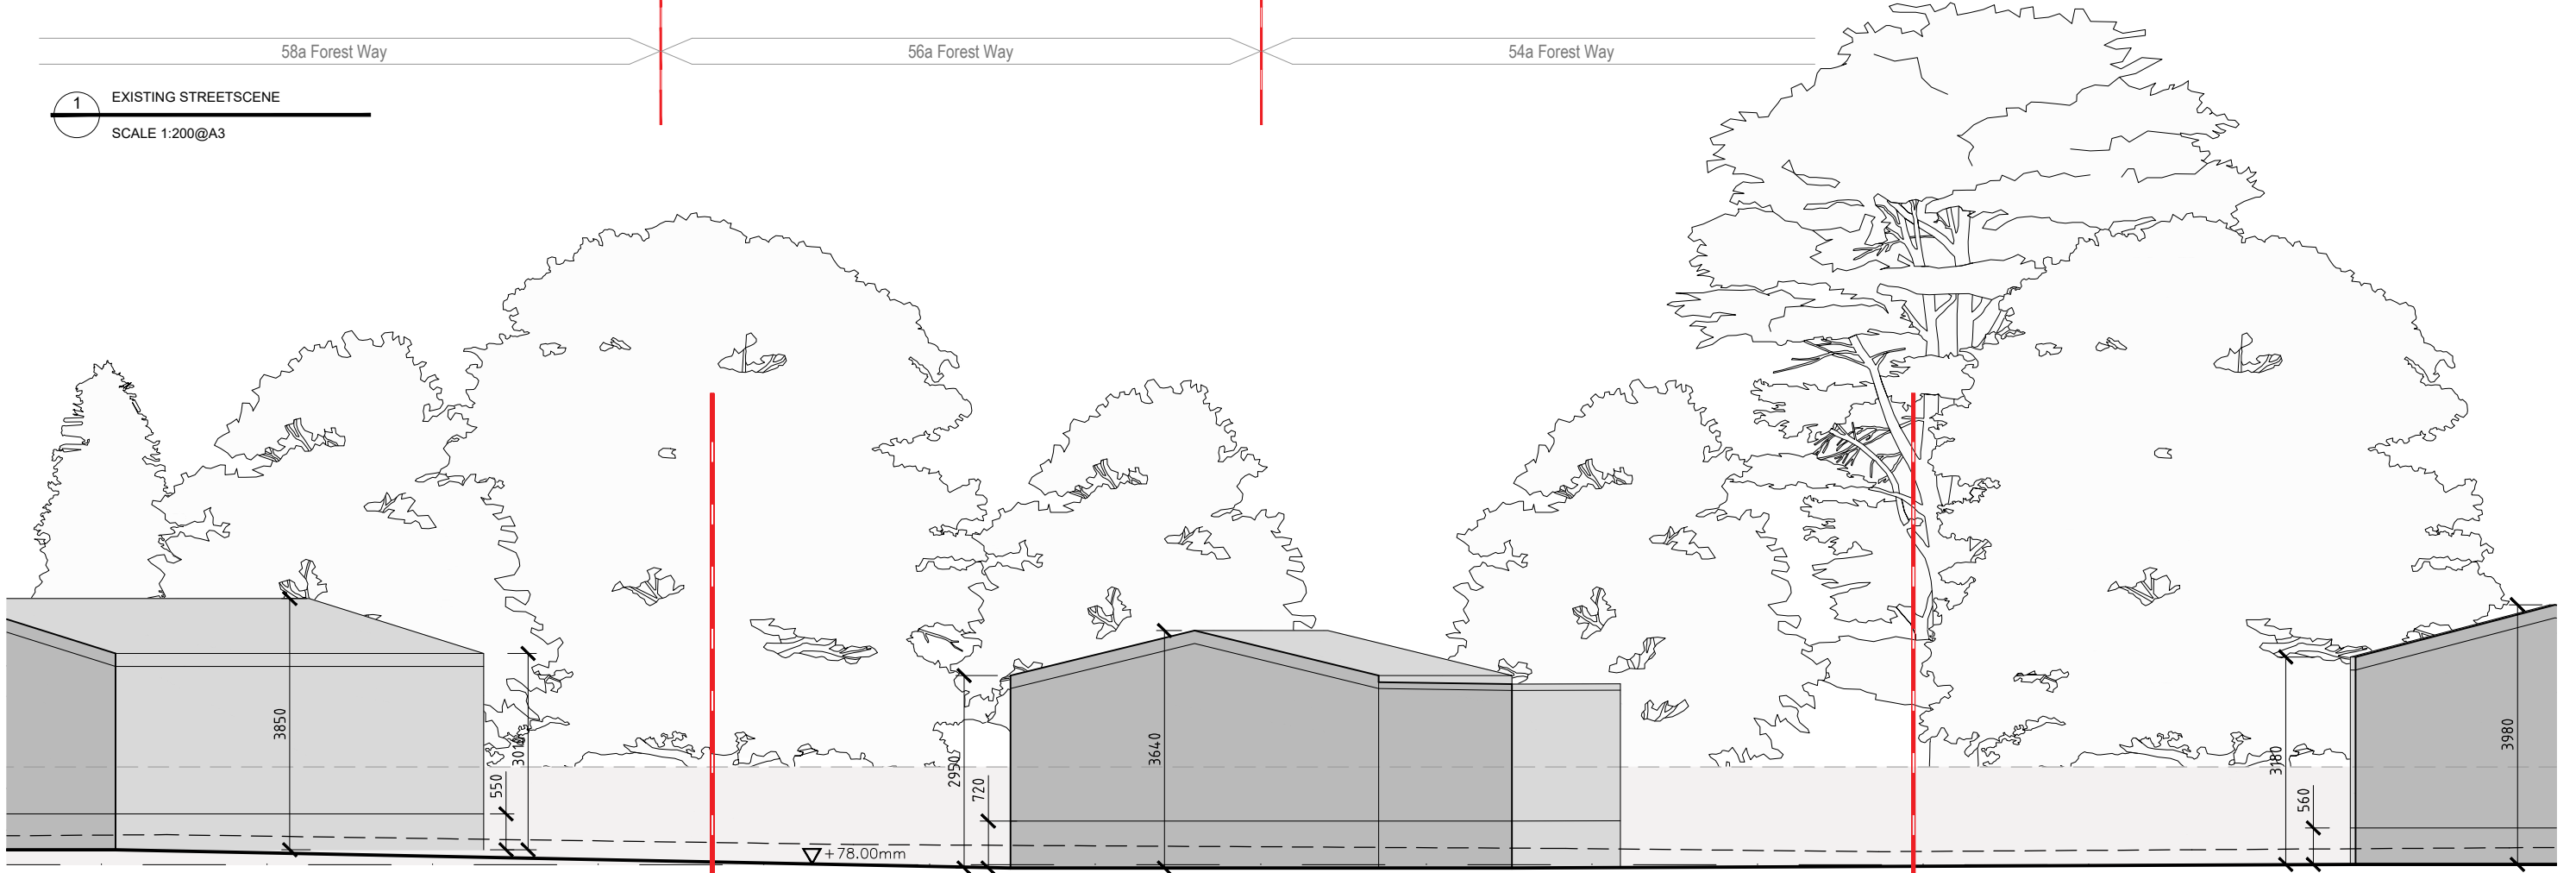 58a Forest Way
56a Forest Way
54a Forest Way
1
EXISTING STREETSCENE
SCALE 1:200@A3
3850
550
3010
2950
720
3640
+78.00mm
3180
560
3980